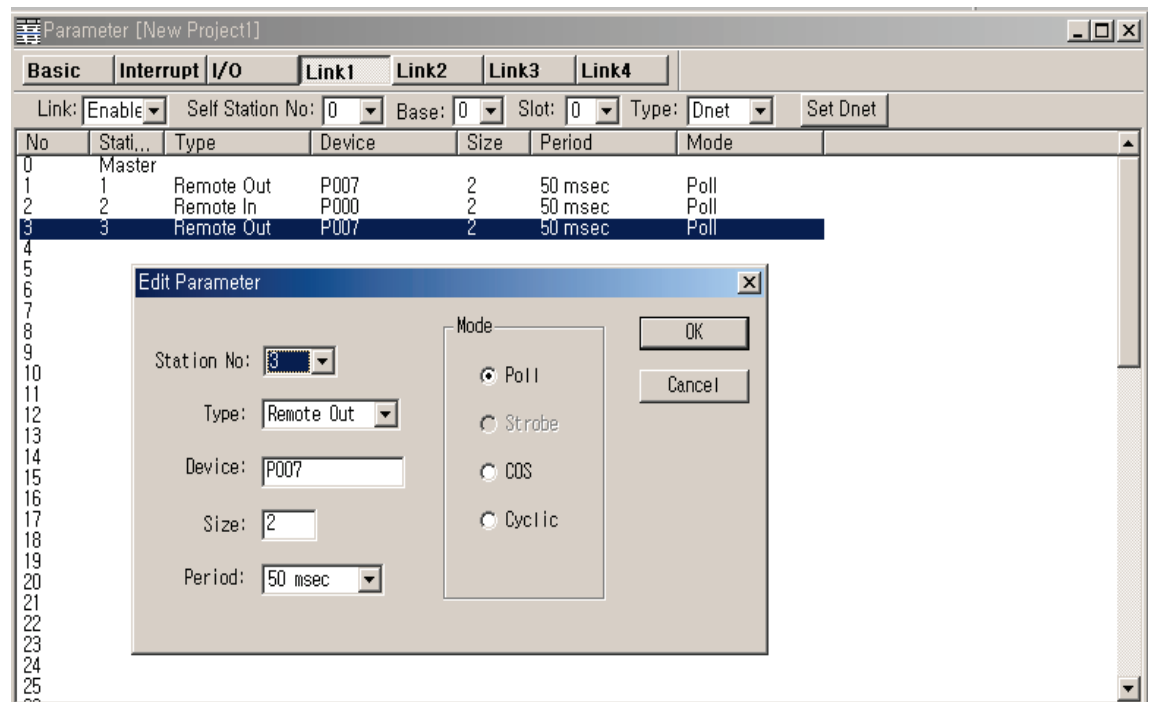 Parameter [New Project1]
Basic Interrupt I/O Link1 Link2 Link3 Link4
Link: Enable Self Station No: 0 Base: 0 Slot: 0 Type: Dnet Set Dnet
No Stati... Type Device Size Period Mode
0 Master
1 1 Remote Out P007 2 50 msec Poll
2 2 Remote In P000 2 50 msec Poll
3 3 Remote Out P007 2 50 msec Poll
4
5
6
7
8
9
10
11
12
13
14
15
16
17
18
19
20
21
22
23
24
25
Edit Parameter
Station No: 3
Type: Remote Out
Device: P007
Size: 2
Period: 50 msec
Mode
Poll
Strobe
COS
Cyclic
OK
Cancel